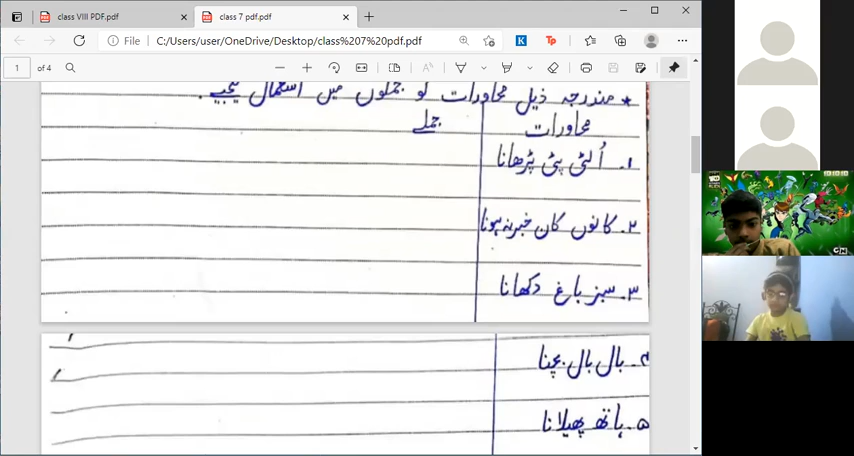 class VIII PDF.pdf
class 7 pdf.pdf
File
C:/Users/user/OneDrive/Desktop/class%207%20pdf.pdf
1 of 4
* مندرجہ ذیل محاورات کو جملوں میں استعمال کیجیے۔
محاورات جملے
۱۔ اُلٹی پٹی پڑھانا
۲۔ کانوں کان خبر نہ ہونا
۳۔ سبز باغ دکھانا
۴۔ بال بال بچنا
۵۔ ہاتھ پھیلانا